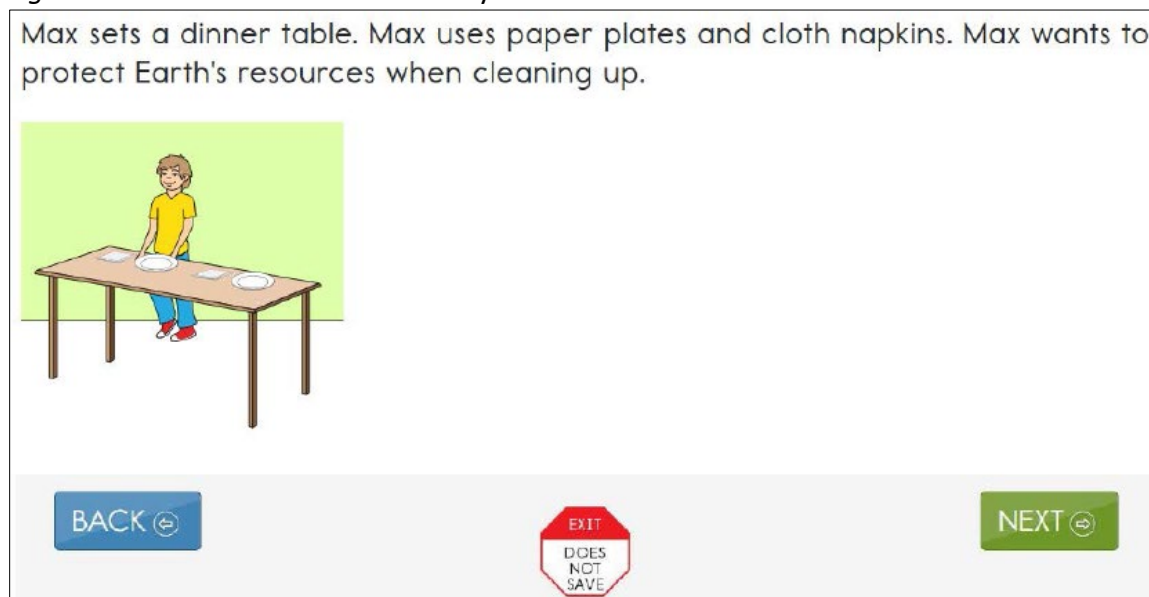 Max sets a dinner table. Max uses paper plates and cloth napkins. Max wants to
protect Earth's resources when cleaning up.
BACK
EXIT
DOES
NOT
SAVE
NEXT